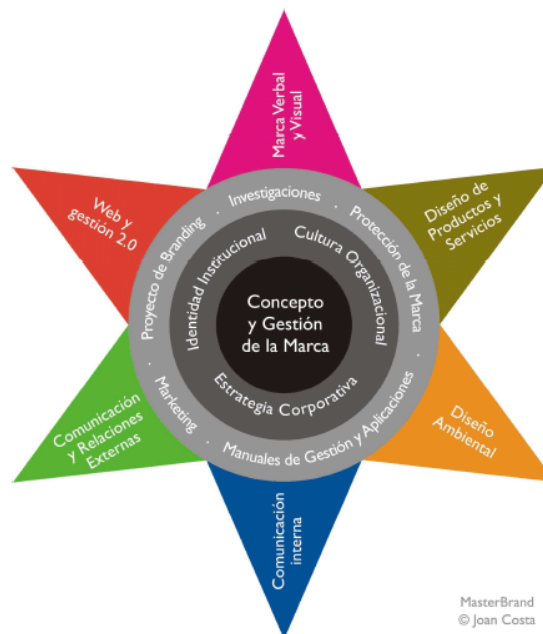 Marca Verbal
y Visual
Diseño de
Productos y
Servicios
Diseño
Ambiental
Comunicación
interna
Comunicación
y Relaciones
Externas
Web y
gestión 2.0
Proyecto de Branding · Investigaciones · Protección de la Marca · Manuales de Gestión y Aplicaciones · Marketing ·
Identidad Institucional
Cultura Organizacional
Estrategia Corporativa
Concepto
y Gestión
de la Marca
MasterBrand
© Joan Costa